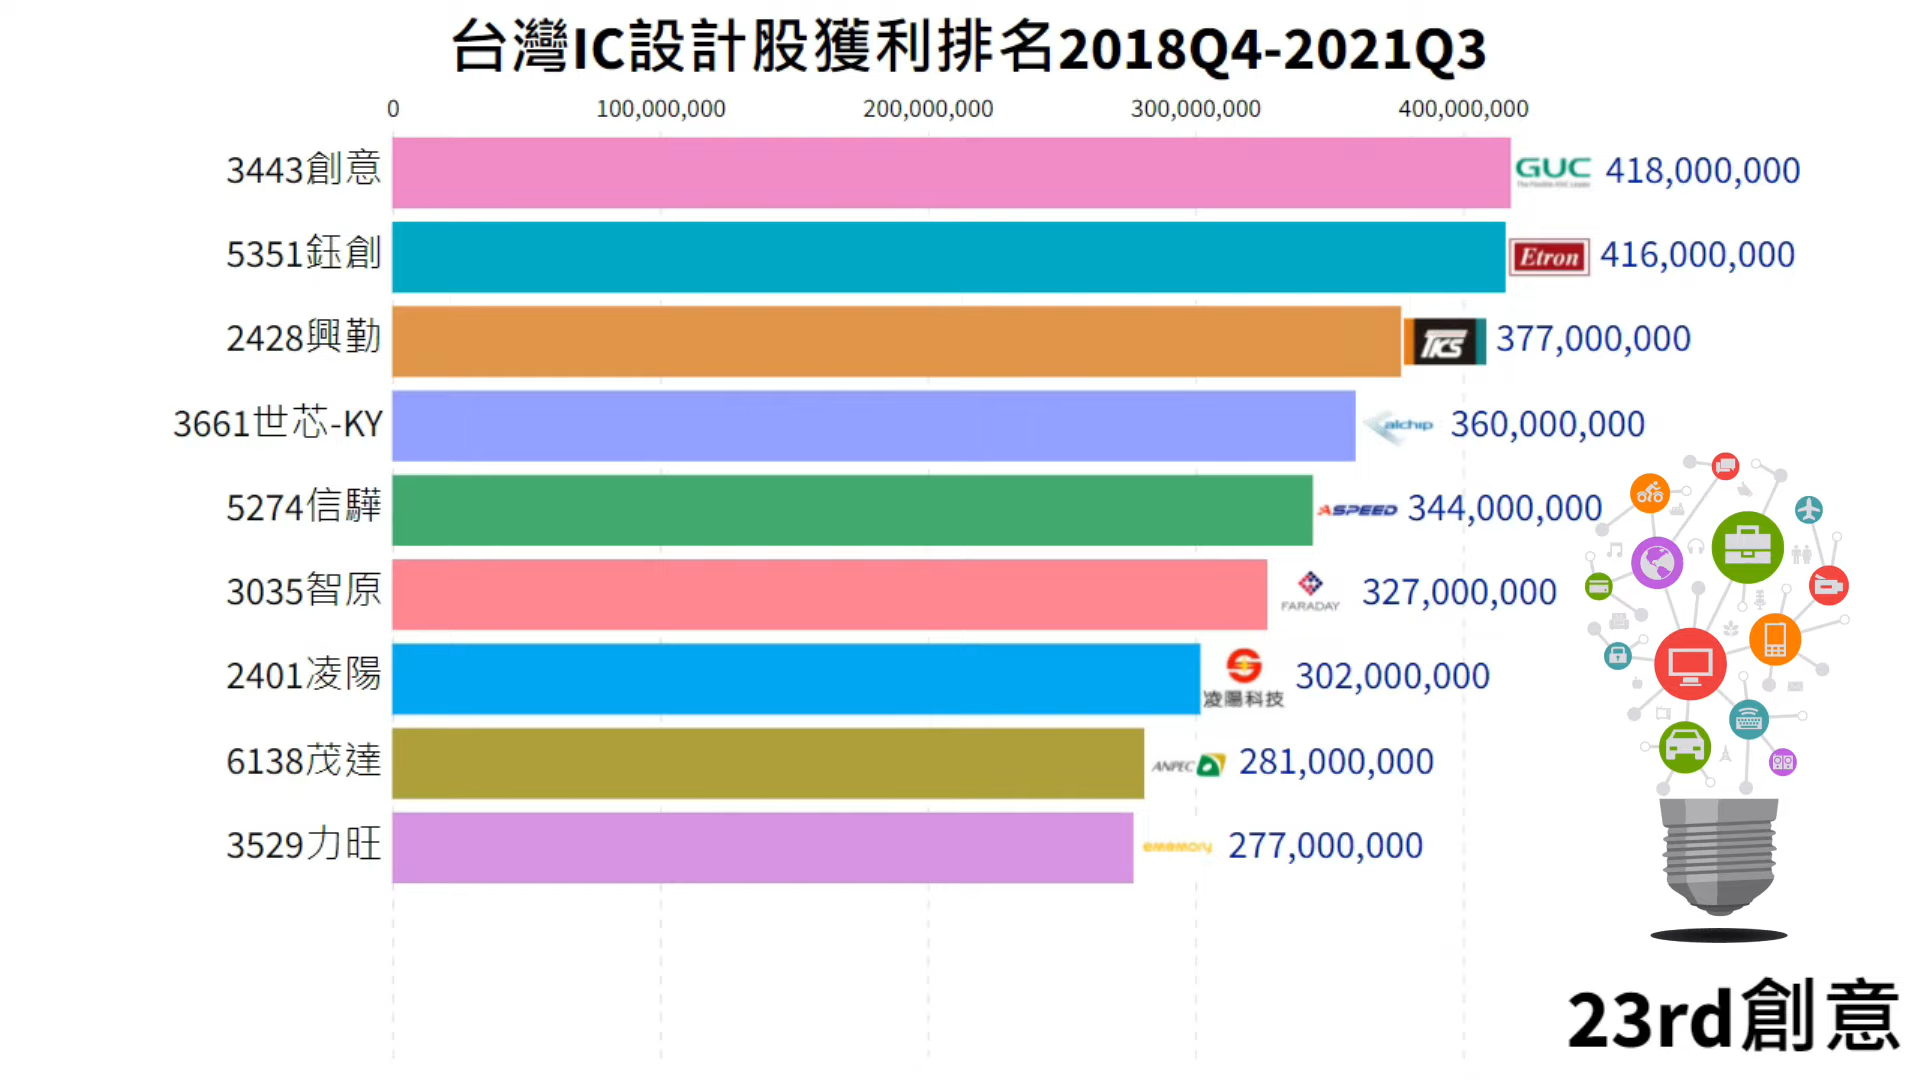 台灣IC設計股獲利排名2018Q4-2021Q3
0 100,000,000 200,000,000 300,000,000 400,000,000
3443創意 GUC 418,000,000
5351鈺創 Etron 416,000,000
2428興勤 TKS 377,000,000
3661世芯-KY alchip 360,000,000
5274信驊 ASPEED 344,000,000
3035智原 FARADAY 327,000,000
2401凌陽 凌陽科技 302,000,000
6138茂達 ANPEC 281,000,000
3529力旺 ememory 277,000,000
23rd創意